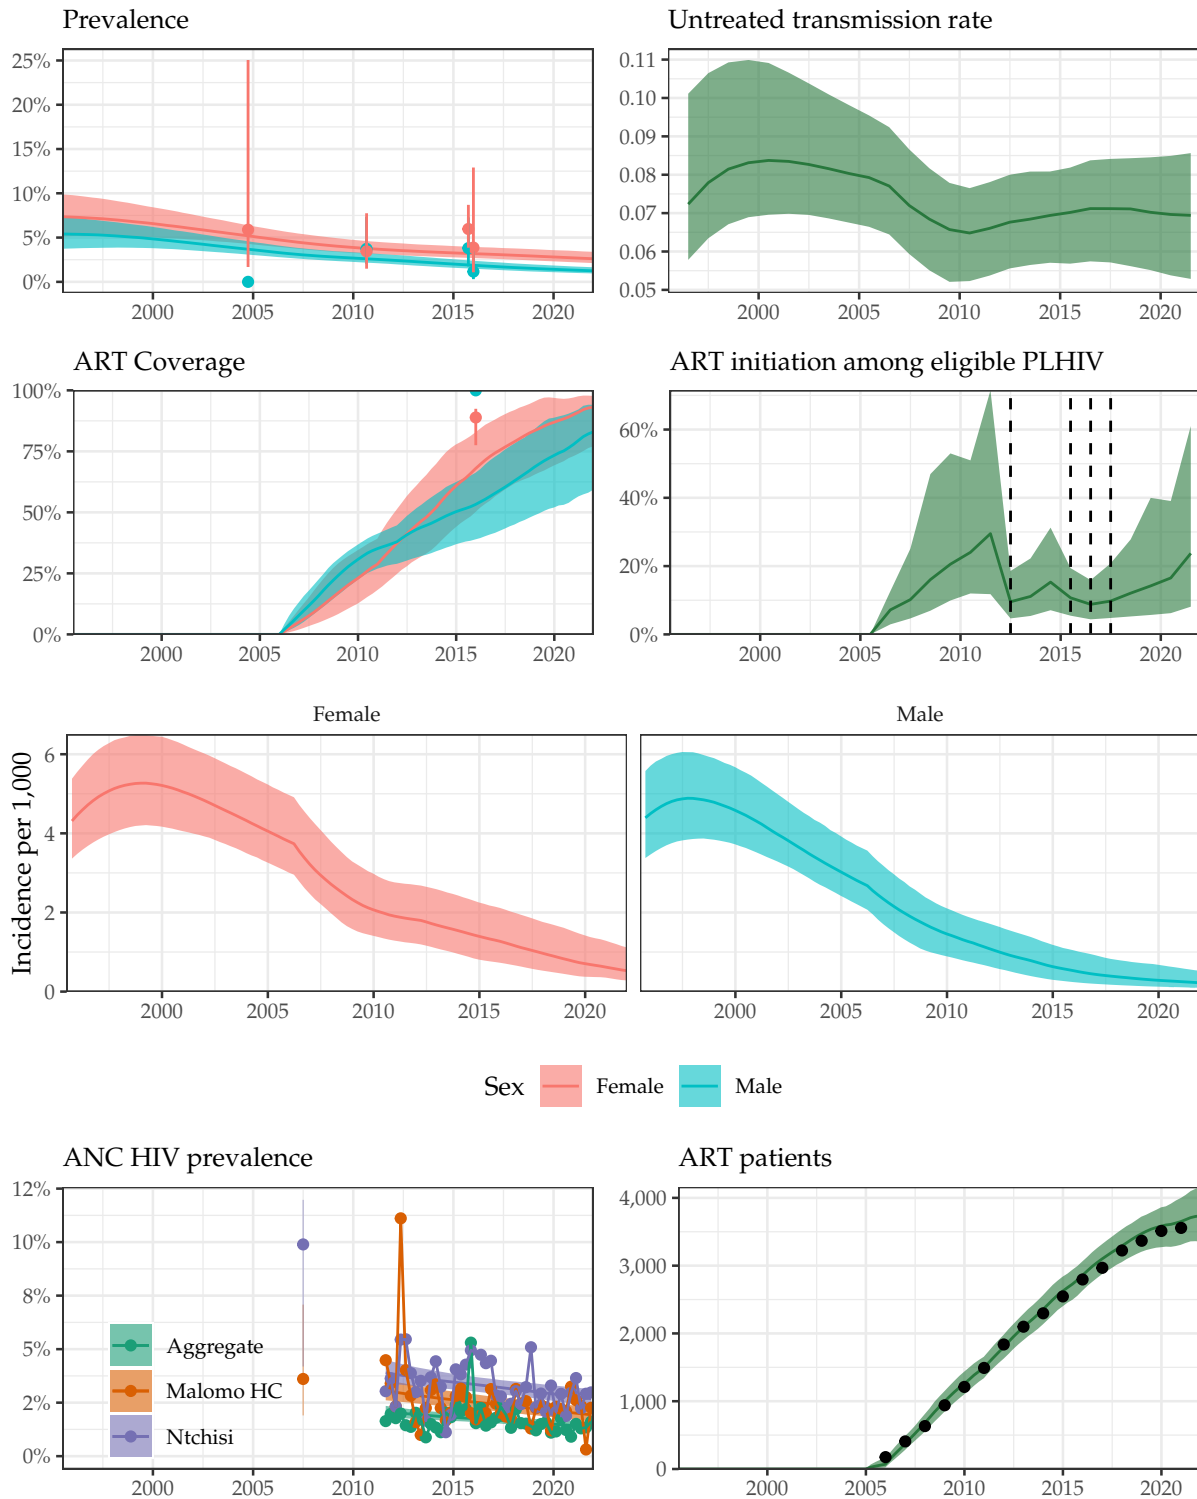 Prevalence
Untreated transmission rate
25%
20%
15%
10%
5%
0%
2000 2005 2010 2015 2020
0.11
0.10
0.09
0.08
0.07
0.06
0.05
2000 2005 2010 2015 2020
ART Coverage
ART initiation among eligible PLHIV
100%
75%
50%
25%
0%
2000 2005 2010 2015 2020
60%
40%
20%
0%
2000 2005 2010 2015 2020
Female
Male
Incidence per 1,000
6
4
2
0
2000 2005 2010 2015 2020
2000 2005 2010 2015 2020
Sex Female Male
ANC HIV prevalence
ART patients
12%
10%
8%
5%
2%
0%
Aggregate
Malomo HC
Ntchisi
2000 2005 2010 2015 2020
4,000
3,000
2,000
1,000
0
2000 2005 2010 2015 2020